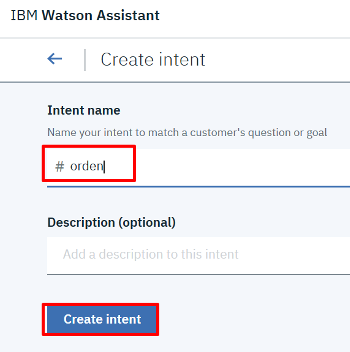 IBM Watson Assistant
← Create intent
Intent name
Name your intent to match a customer's question or goal
# orden
Description (optional)
Add a description to this intent
Create intent